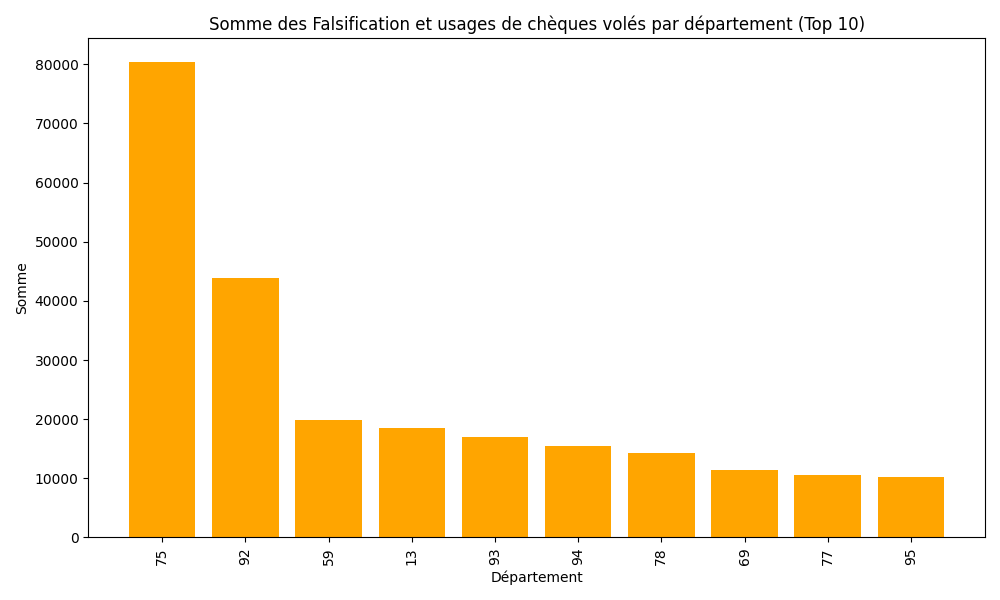 Somme des Falsification et usages de chèques volés par département (Top 10)
Somme
80000
70000
60000
50000
40000
30000
20000
10000
0
75 92 59 13 93 94 78 69 77 95
Département